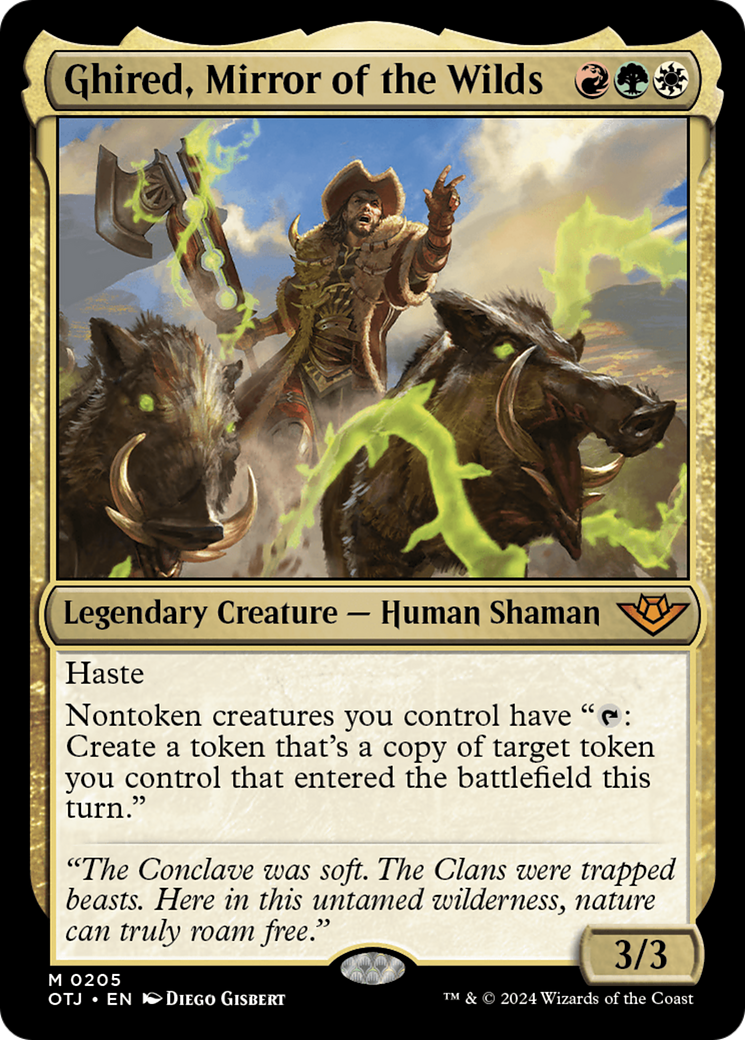 Ghired, Mirror of the Wilds
Legendary Creature — Human Shaman
Haste
Nontoken creatures you control have “ :
Create a token that’s a copy of target token
you control that entered the battlefield this
turn.”
“The Conclave was soft. The Clans were trapped
beasts. Here in this untamed wilderness, nature
can truly roam free.”
3/3
M 0205
OTJ • EN Diego Gisbert
™ & © 2024 Wizards of the Coast